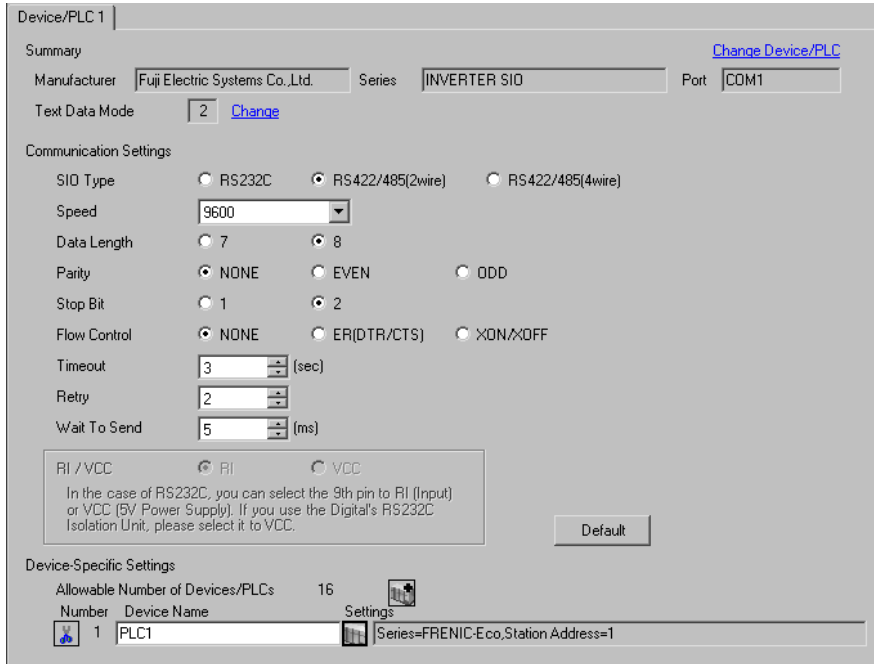 Device/PLC 1
Summary Change Device/PLC
Manufacturer Fuji Electric Systems Co.,Ltd. Series INVERTER SIO Port COM1
Text Data Mode 2 Change
Communication Settings
SIO Type RS232C RS422/485(2wire) RS422/485(4wire)
Speed 9600
Data Length 7 8
Parity NONE EVEN ODD
Stop Bit 1 2
Flow Control NONE ER(DTR/CTS) XON/XOFF
Timeout 3 (sec)
Retry 2
Wait To Send 5 (ms)
RI / VCC RI VCC
In the case of RS232C, you can select the 9th pin to RI (Input)
or VCC (5V Power Supply). If you use the Digital's RS232C
Isolation Unit, please select it to VCC.
Default
Device-Specific Settings
Allowable Number of Devices/PLCs 16
Number Device Name Settings
1 PLC1 Series=FRENIC-Eco,Station Address=1